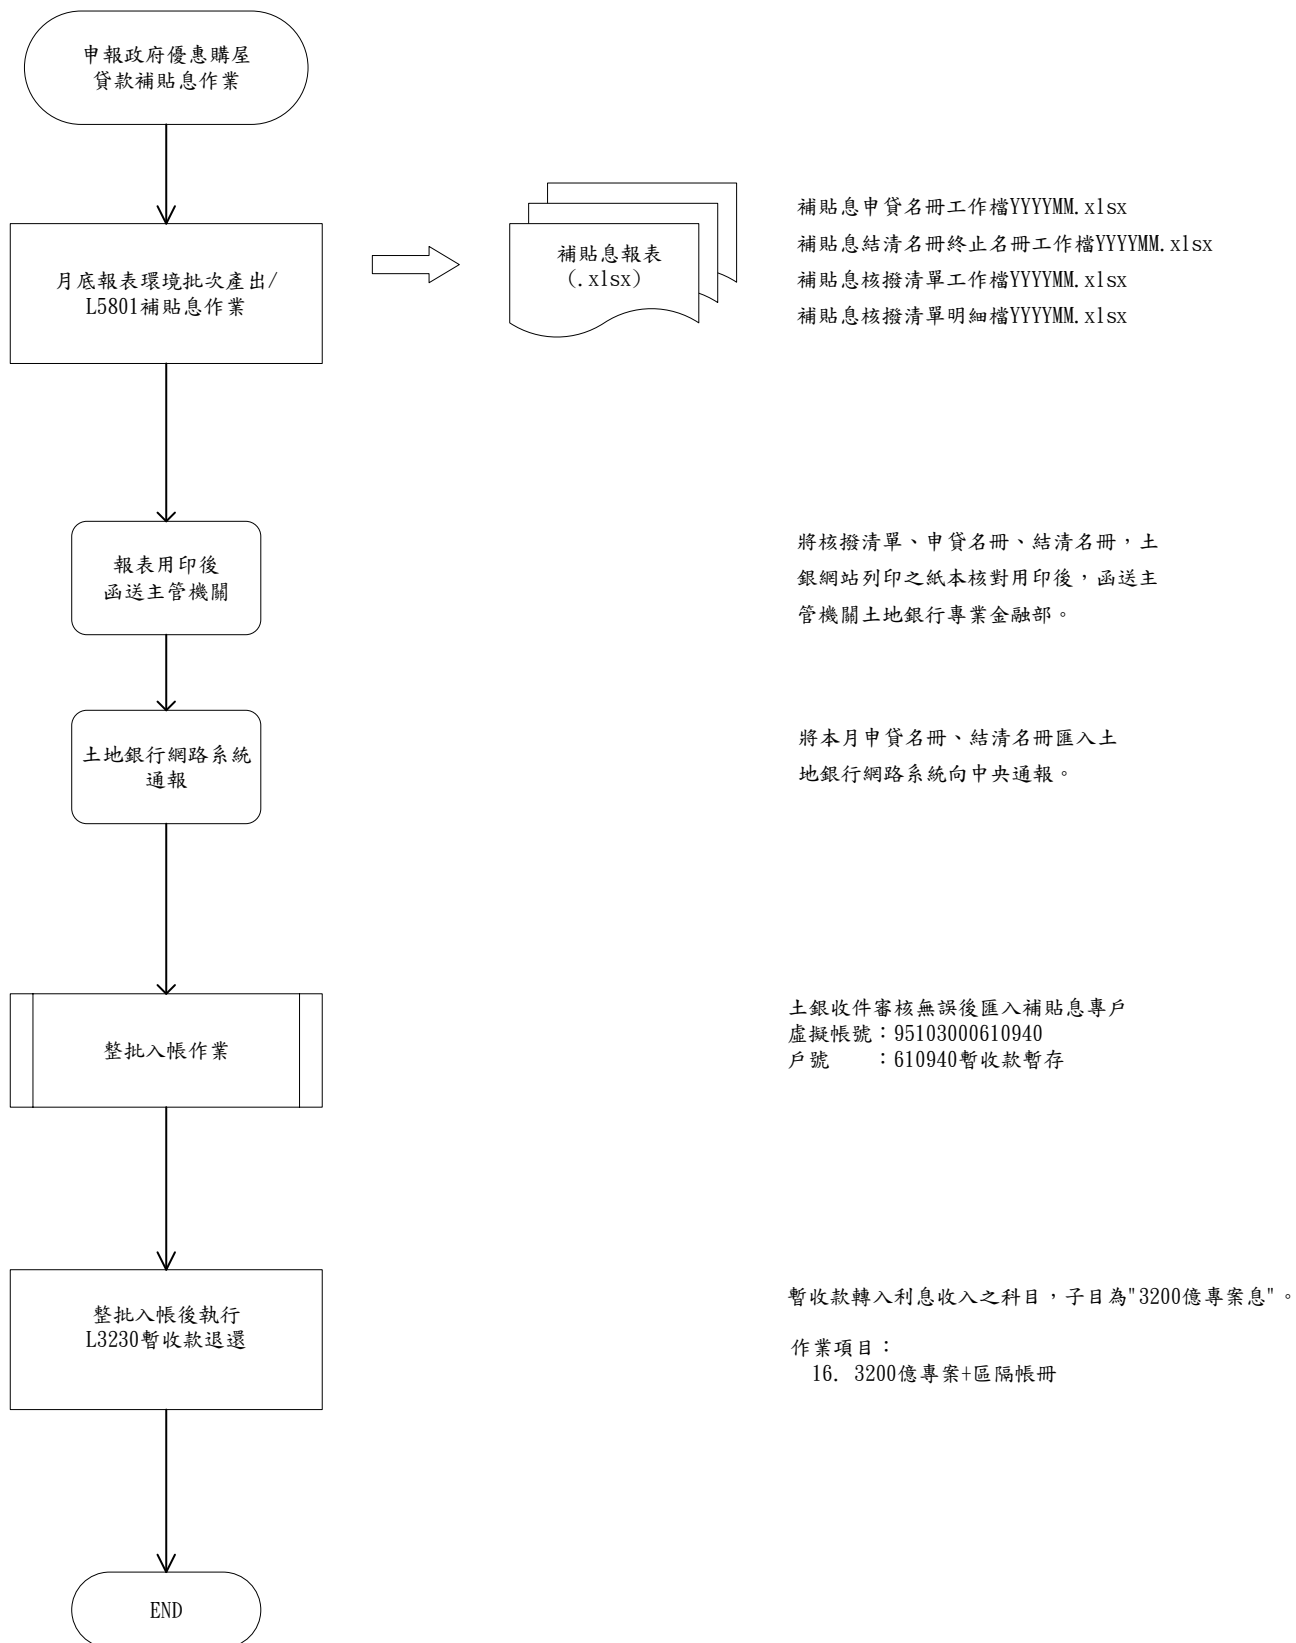 申報政府優惠購屋
貸款補貼息作業
月底報表環境批次產出/
L5801補貼息作業
補貼息報表
(.xlsx)
補貼息申貸名冊工作檔YYYYMM.xlsx
補貼息結清名冊終止名冊工作檔YYYYMM.xlsx
補貼息核撥清單工作檔YYYYMM.xlsx
補貼息核撥清單明細檔YYYYMM.xlsx
報表用印後
函送主管機關
將核撥清單、申貸名冊、結清名冊，土
銀網站列印之紙本核對用印後，函送主
管機關土地銀行專業金融部。
土地銀行網路系統
通報
將本月申貸名冊、結清名冊匯入土
地銀行網路系統向中央通報。
整批入帳作業
土銀收件審核無誤後匯入補貼息專戶
虛擬帳號：95103000610940
戶號　　：610940暫收款暫存
整批入帳後執行
L3230暫收款退還
暫收款轉入利息收入之科目，子目為"3200億專案息"。
作業項目：
16. 3200億專案+區隔帳冊
END